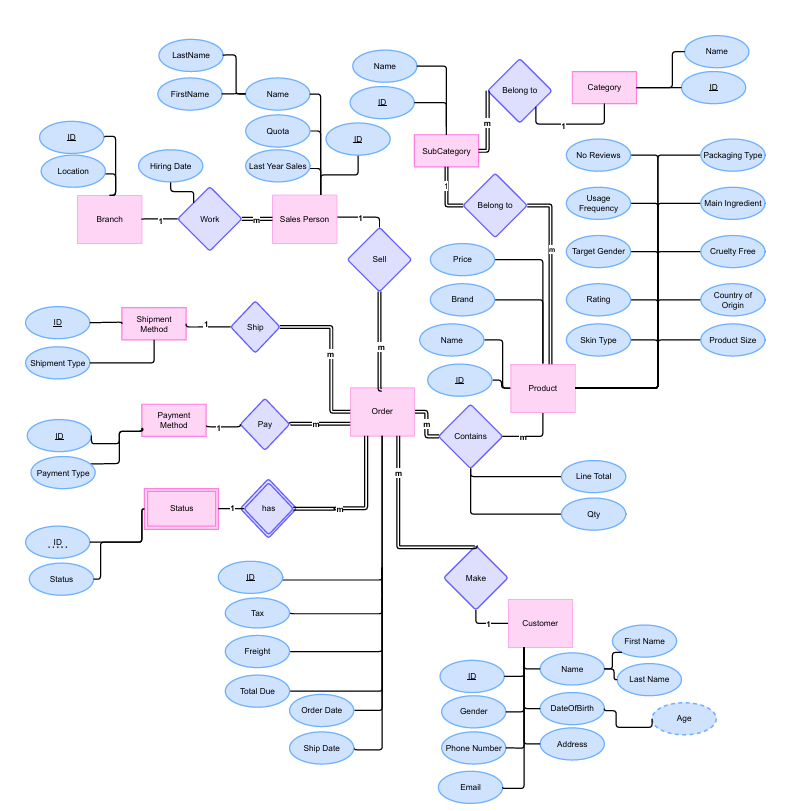 LastName
FirstName
Name
Quota
Last Year Sales
ID
Name
ID
Belong to
m
1
Category
Name
ID
ID
Location
Hiring Date
Branch
1
Work
m
Sales Person
1
Sell
m
SubCategory
1
Belong to
m
No Reviews
Packaging Type
Usage
Frequency
Main Ingredient
Target Gender
Cruelty Free
Rating
Country of
Origin
Skin Type
Product Size
Price
Brand
Name
ID
Product
ID
Shipment
Method
1
Ship
m
Shipment Type
Payment
Method
1
Pay
m
Order
m
Contains
m
ID
Payment Type
Status
1
has
m
m
Line Total
Qty
ID
Status
ID
Tax
Freight
Total Due
Order Date
Ship Date
Make
1
Customer
ID
Name
First Name
Last Name
Gender
DateOfBirth
Age
Phone Number
Address
Email